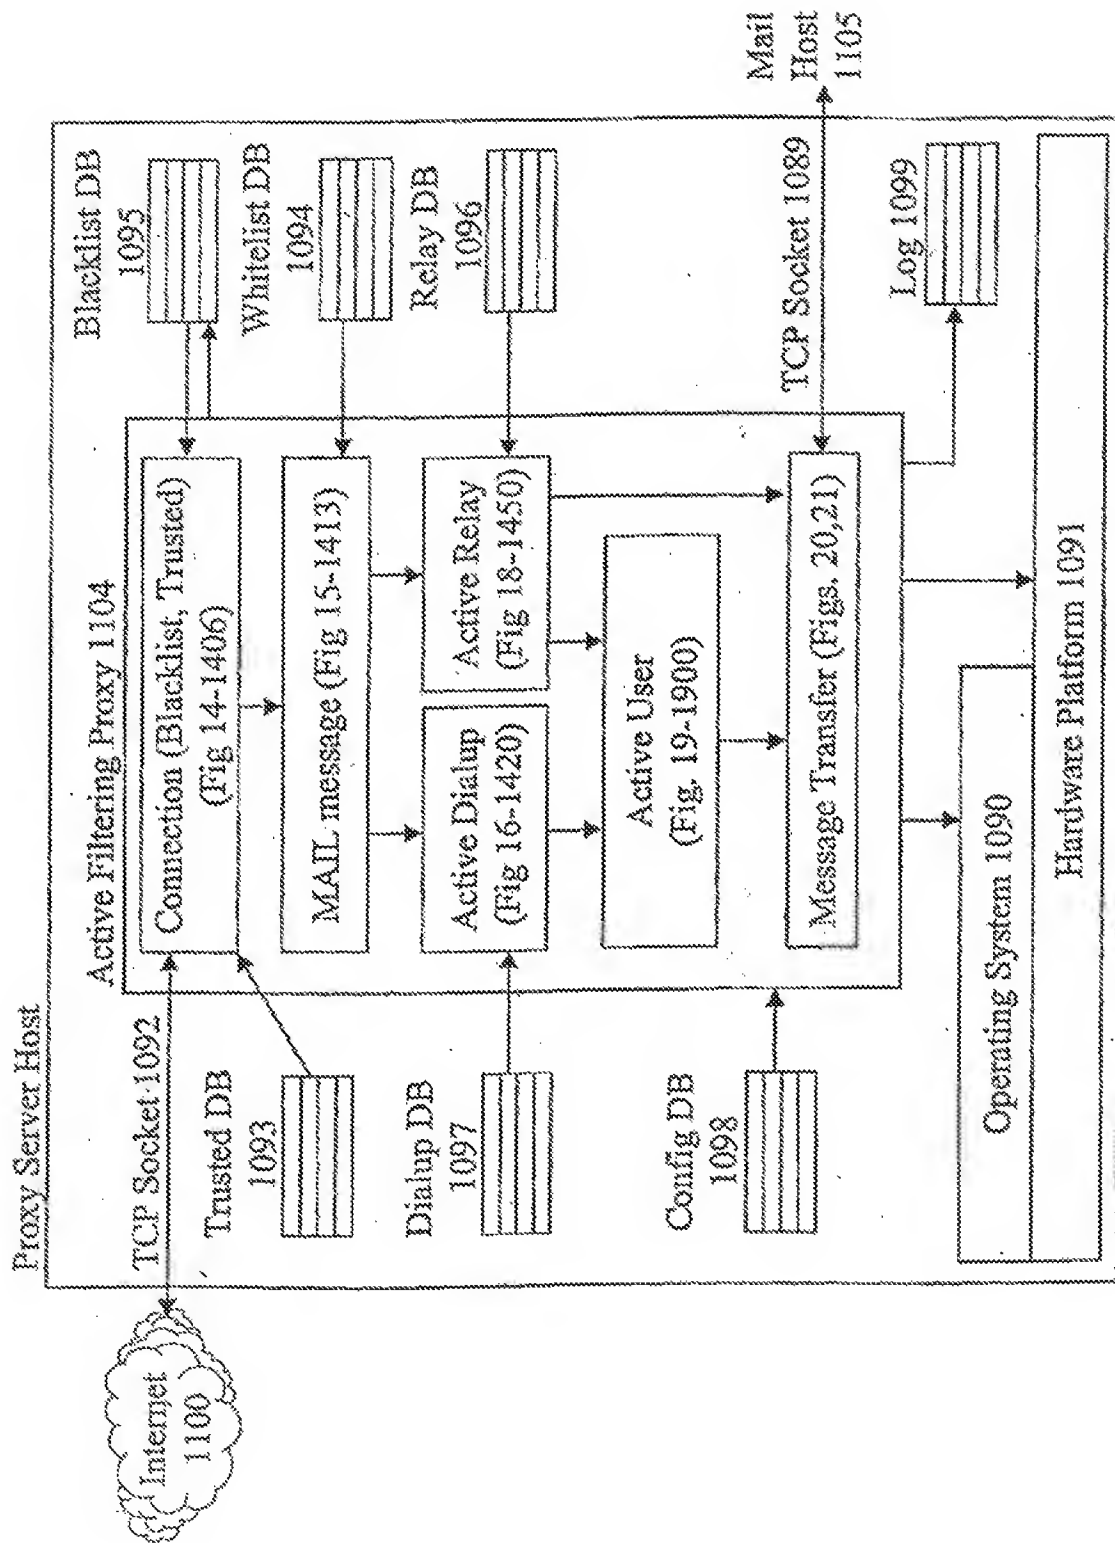 Proxy Server Host
Internet
1100
TCP Socket 1092
Active Filtering Proxy 1104
Blacklist DB
1095
Connection (Blacklist, Trusted)
(Fig 14-1406)
Trusted DB
1093
Whitelist DB
1094
MAIL message (Fig 15-1413)
Dialup DB
1097
Active Dialup
(Fig 16-1420)
Active Relay
(Fig 18-1450)
Relay DB
1096
Active User
(Fig. 19-1900)
Config DB
1098
Message Transfer (Figs. 20,21)
TCP Socket 1089
Mail
Host
1105
Log 1099
Operating System 1090
Hardware Platform 1091